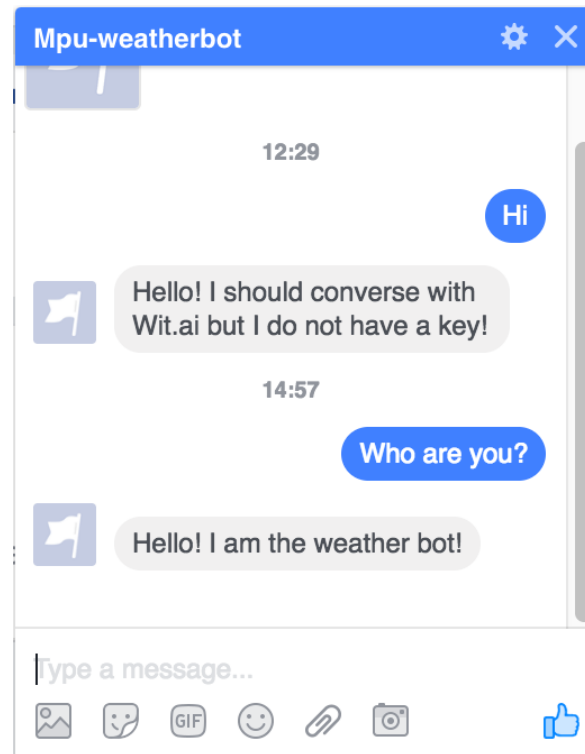 Mpu-weatherbot
12:29
Hi
Hello! I should converse with
Wit.ai but I do not have a key!
14:57
Who are you?
Hello! I am the weather bot!
Type a message...
GIF